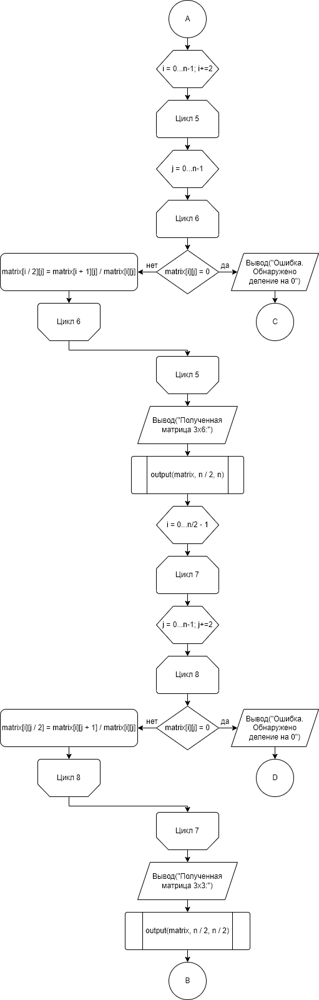 A
i = 0...n-1; i+=2
Цикл 5
j = 0...n-1
Цикл 6
нет
да
matrix[i / 2][j] = matrix[i + 1][j] / matrix[i][j]
matrix[i][j] = 0
Вывод("Ошибка.
Обнаружено
деление на 0")
Цикл 6
C
Цикл 5
Вывод("Полученная
матрица 3x6:")
output(matrix, n / 2, n)
i = 0...n/2 - 1
Цикл 7
j = 0...n-1; j+=2
Цикл 8
нет
да
matrix[i][j / 2] = matrix[i][j + 1] / matrix[i][j]
matrix[i][j] = 0
Вывод("Ошибка.
Обнаружено
деление на 0")
Цикл 8
D
Цикл 7
Вывод("Полученная
матрица 3x3:")
output(matrix, n / 2, n / 2)
B